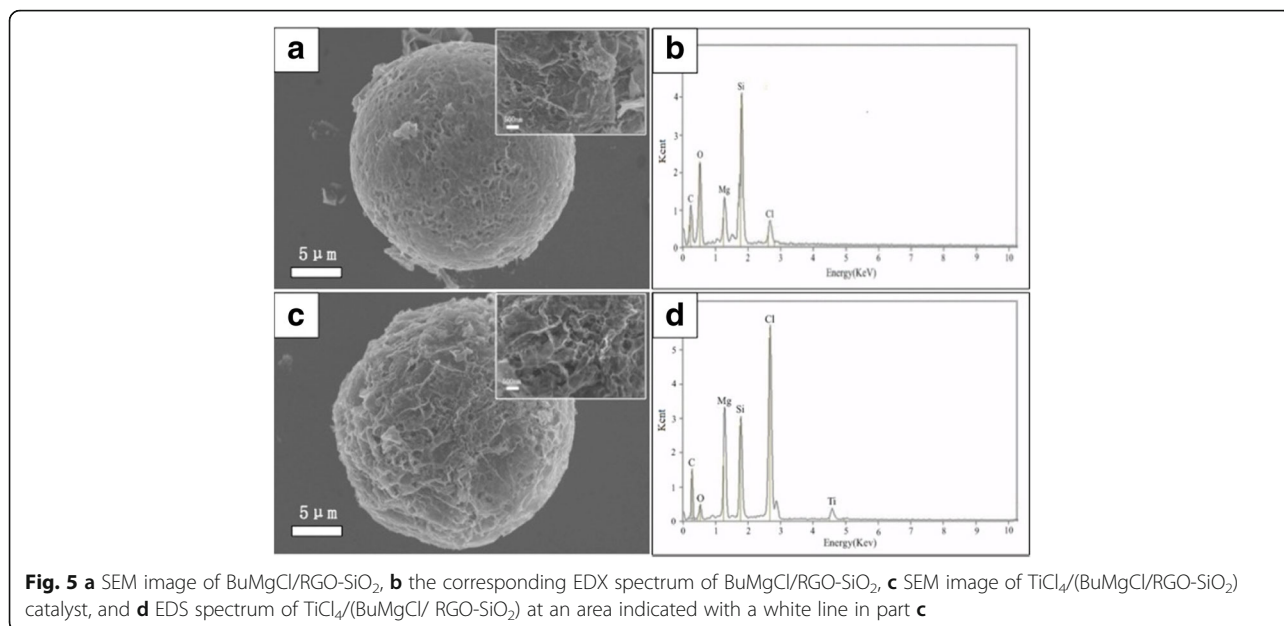 a
5 μm
500nm
b
Kcnt
4
3
2
1
0
C
O
Mg
Si
Cl
0 1 2 3 4 5 6 7 8 9 10
Energy(KeV)
c
5 μm
500nm
d
Kcnt
5
4
3
2
1
0
C
O
Mg
Si
Cl
Ti
0 1 2 3 4 5 6 7 8 9 10
Energy(Kev)
Fig. 5 a SEM image of BuMgCl/RGO-SiO₂, b the corresponding EDX spectrum of BuMgCl/RGO-SiO₂, c SEM image of TiCl₄/(BuMgCl/RGO-SiO₂)
catalyst, and d EDS spectrum of TiCl₄/(BuMgCl/ RGO-SiO₂) at an area indicated with a white line in part c